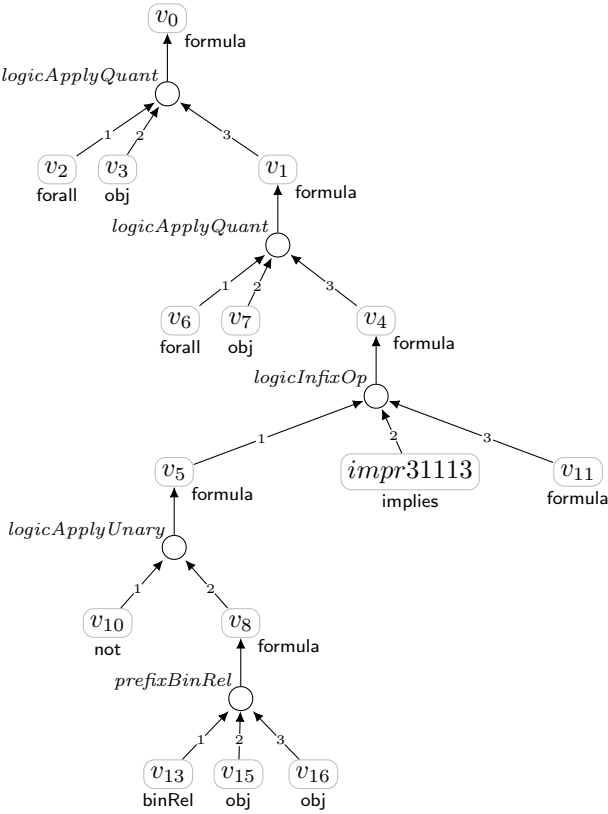 v0
formula
logicApplyQuant
1 2 3
v2 v3 v1
forall obj formula
logicApplyQuant
1 2 3
v6 v7 v4
forall obj formula
logicInfixOp
1 2 3
v5 impr31113 v11
formula implies formula
logicApplyUnary
1 2
v10 v8
not formula
prefixBinRel
1 2 3
v13 v15 v16
binRel obj obj